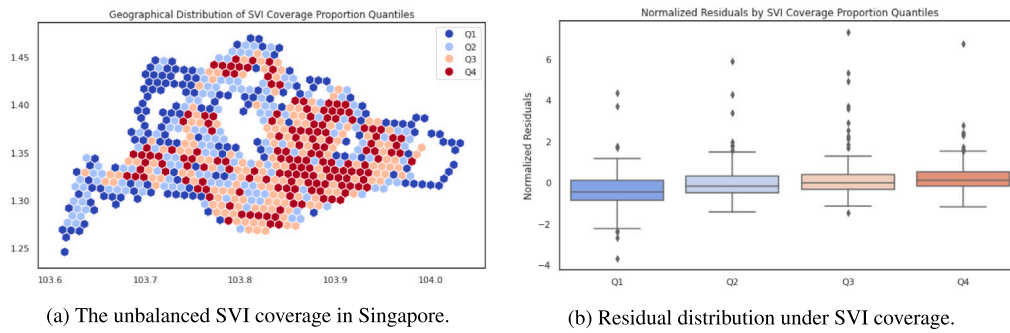 Geographical Distribution of SVI Coverage Proportion Quantiles
Q1
Q2
Q3
Q4
1.45
1.40
1.35
1.30
1.25
103.6 103.7 103.8 103.9 104.0
(a) The unbalanced SVI coverage in Singapore.
Normalized Residuals by SVI Coverage Proportion Quantiles
Normalized Residuals
6
4
2
0
−2
−4
Q1 Q2 Q3 Q4
(b) Residual distribution under SVI coverage.